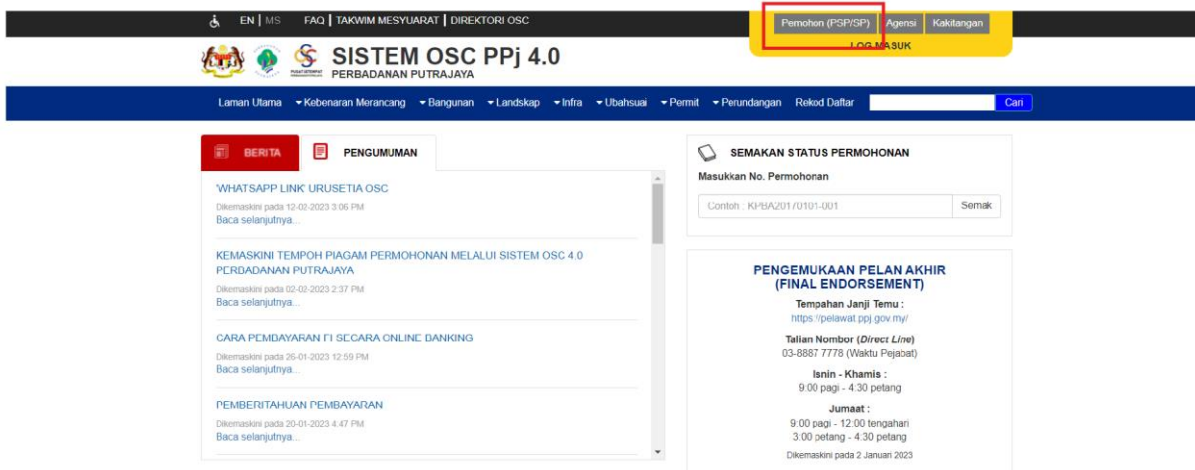 EN | MS FAQ | TAKWIM MESYUARAT | DIREKTORI OSC
Pemohon (PSP/SP) Agensi Kakitangan
LOG MASUK
SISTEM OSC PPj 4.0
PERBADANAN PUTRAJAYA
Laman Utama Kebenaran Merancang Bangunan Landskap Infra Ubahsuai Permit Perundangan Rekod Daftar Cari
BERITA PENGUMUMAN
'WHATSAPP LINK' URUSETIA OSC
Dikemaskini pada 12-02-2023 3:06 PM
Baca selanjutnya...
KEMASKINI TEMPOH PIAGAM PERMOHONAN MELALUI SISTEM OSC 4.0
PERBADANAN PUTRAJAYA
Dikemaskini pada 02-02-2023 2:37 PM
Baca selanjutnya...
CARA PEMBAYARAN FI SECARA ONLINE BANKING
Dikemaskini pada 26-01-2023 12:59 PM
Baca selanjutnya...
PEMBERITAHUAN PEMBAYARAN
Dikemaskini pada 20-01-2023 4:47 PM
Baca selanjutnya...
SEMAKAN STATUS PERMOHONAN
Masukkan No. Permohonan
Contoh : KPBA20170101-001 Semak
PENGEMUKAAN PELAN AKHIR
(FINAL ENDORSEMENT)
Tempahan Janji Temu :
https://pelawat.ppj.gov.my/
Talian Nombor (Direct Line)
03-8887 7778 (Waktu Pejabat)
Isnin - Khamis :
9:00 pagi - 4:30 petang
Jumaat :
9:00 pagi - 12:00 tengahari
3:00 petang - 4:30 petang
Dikemaskini pada 2 Januari 2023